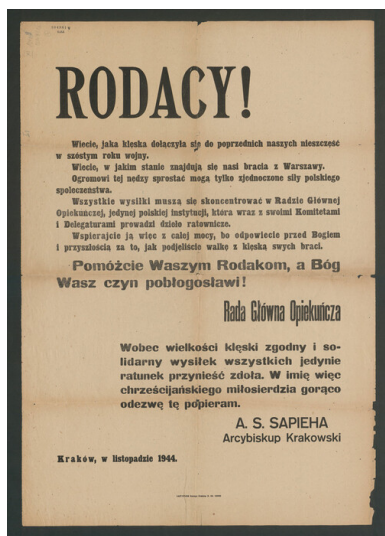 RODACY!
Wiecie, jaka klęska dołączyła się do poprzednich naszych nieszczęść
w szóstym roku wojny.
Wiecie, w jakim stanie znajdują się nasi bracia z Warszawy.
Ogromowi tej nędzy sprostać mogą tylko zjednoczone siły polskiego
społeczeństwa.
Wszystkie wysiłki muszą się skoncentrować w Radzie Głównej
Opiekuńczej, jedynej polskiej instytucji, która wraz z swoimi Komitetami
i Delegaturami prowadzi dzieło ratownicze.
Wspierajcie ją więc z całej mocy, bo odpowiecie przed Bogiem
i przyszłością za to, jak podjęliście walkę z klęską swych braci.
Pomóżcie Waszym Rodakom, a Bóg
Wasz czyn pobłogosławi!
Rada Główna Opiekuńcza
Wobec wielkości klęski zgodny i so-
lidarny wysiłek wszystkich jedynie
ratunek przynieść zdoła. W imię więc
chrześcijańskiego miłosierdzia gorąco
odezwę tę popieram.
A. S. SAPIEHA
Arcybiskup Krakowski
Kraków, w listopadzie 1944.